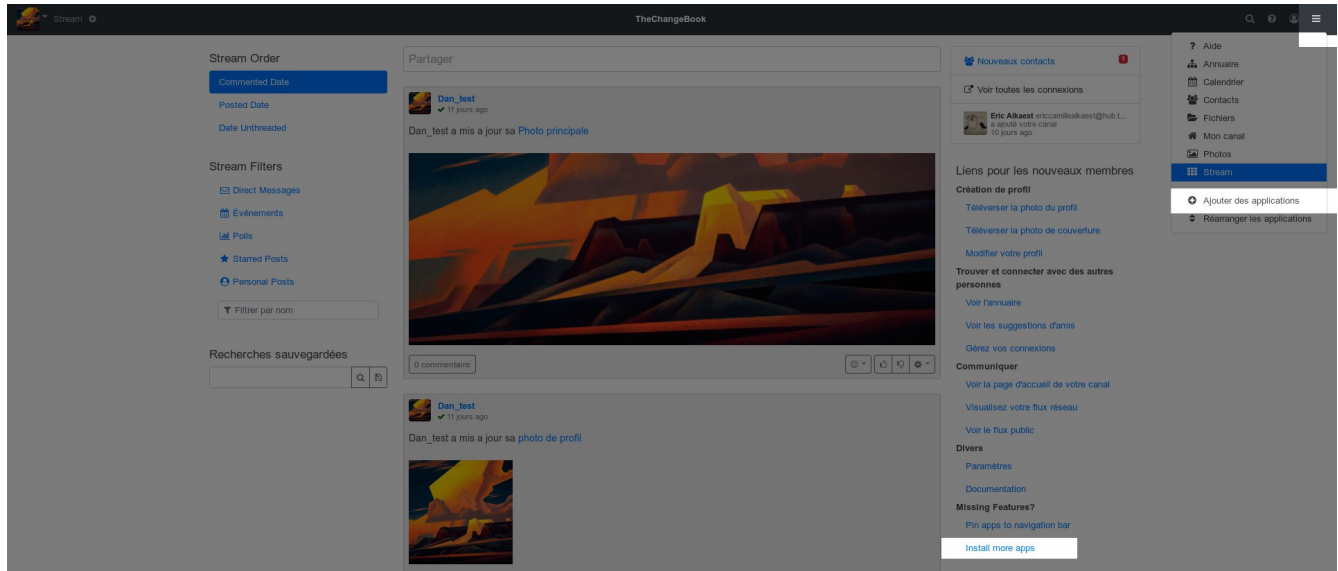 Stream
TheChangeBook
Stream Order
Commented Date
Posted Date
Date Unthreaded
Stream Filters
Direct Messages
Événements
Polls
Starred Posts
Personal Posts
Filtrer par nom
Recherches sauvegardées
Partager
Dan_test
11 jours ago
Dan_test a mis a jour sa Photo principale
0 commentaire
Dan_test
11 jours ago
Dan_test a mis a jour sa photo de profil
Nouveaux contacts
!
Voir toutes les connexions
Eric Alkaest ericcamillealkaest@hub.t...
a ajouté votre canal
10 jours ago
Liens pour les nouveaux membres
Création de profil
Téléverser la photo du profil
Téléverser la photo de couverture
Modifier votre profil
Trouver et connecter avec des autres
personnes
Voir l'annuaire
Voir les suggestions d'amis
Gérez vos connexions
Communiquer
Voir la page d'accueil de votre canal
Visualisez votre flux réseau
Voir le flux public
Divers
Paramètres
Documentation
Missing Features?
Pin apps to navigation bar
Install more apps
? Aide
Annuaire
Calendrier
Contacts
Fichiers
Mon canal
Photos
Stream
Ajouter des applications
Réarranger les applications